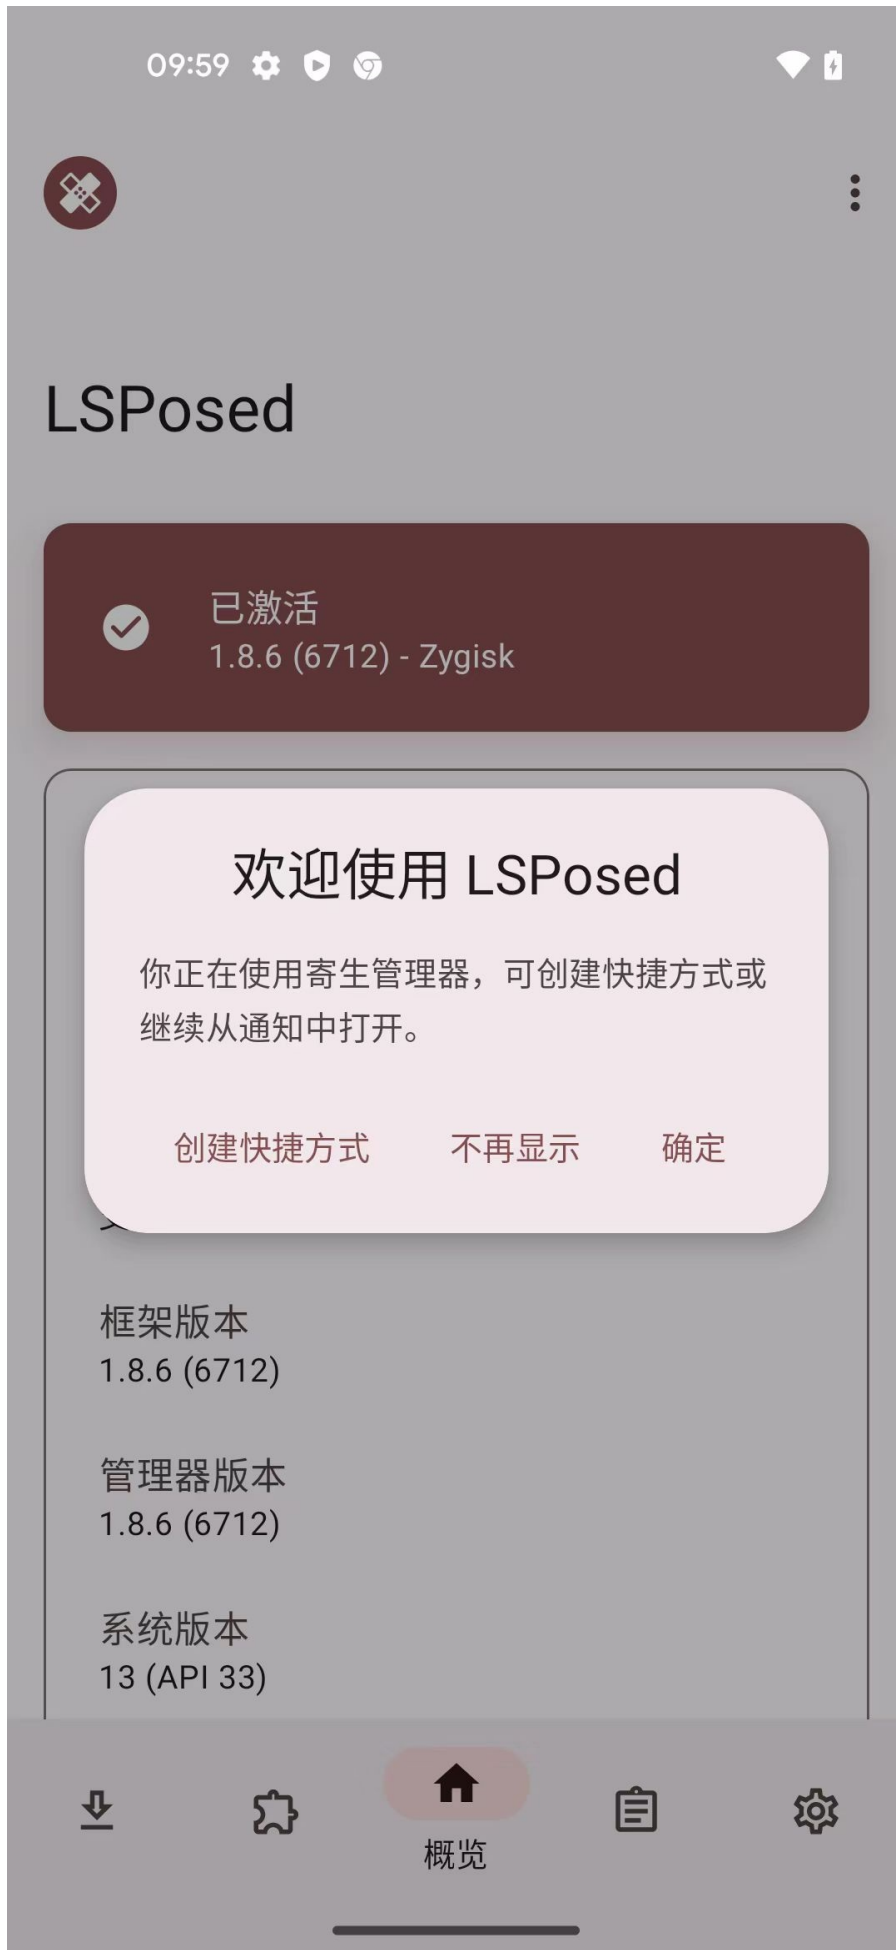 09:59
LSPosed
已激活
1.8.6 (6712) - Zygisk
欢迎使用 LSPosed
你正在使用寄生管理器，可创建快捷方式或
继续从通知中打开。
创建快捷方式 不再显示 确定
框架版本
1.8.6 (6712)
管理器版本
1.8.6 (6712)
系统版本
13 (API 33)
概览